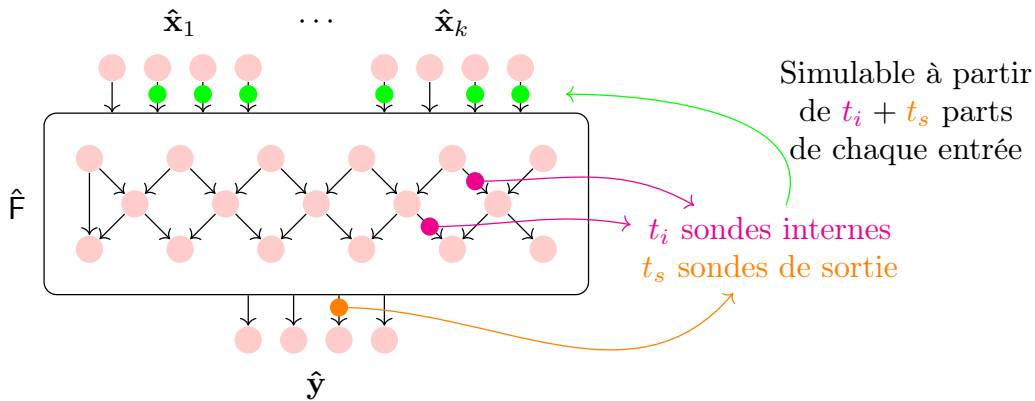 x̂₁ ⋯ x̂ₖ
Simulable à partir
de tᵢ + tₛ parts
de chaque entrée
F̂
tᵢ sondes internes
tₛ sondes de sortie
ŷ